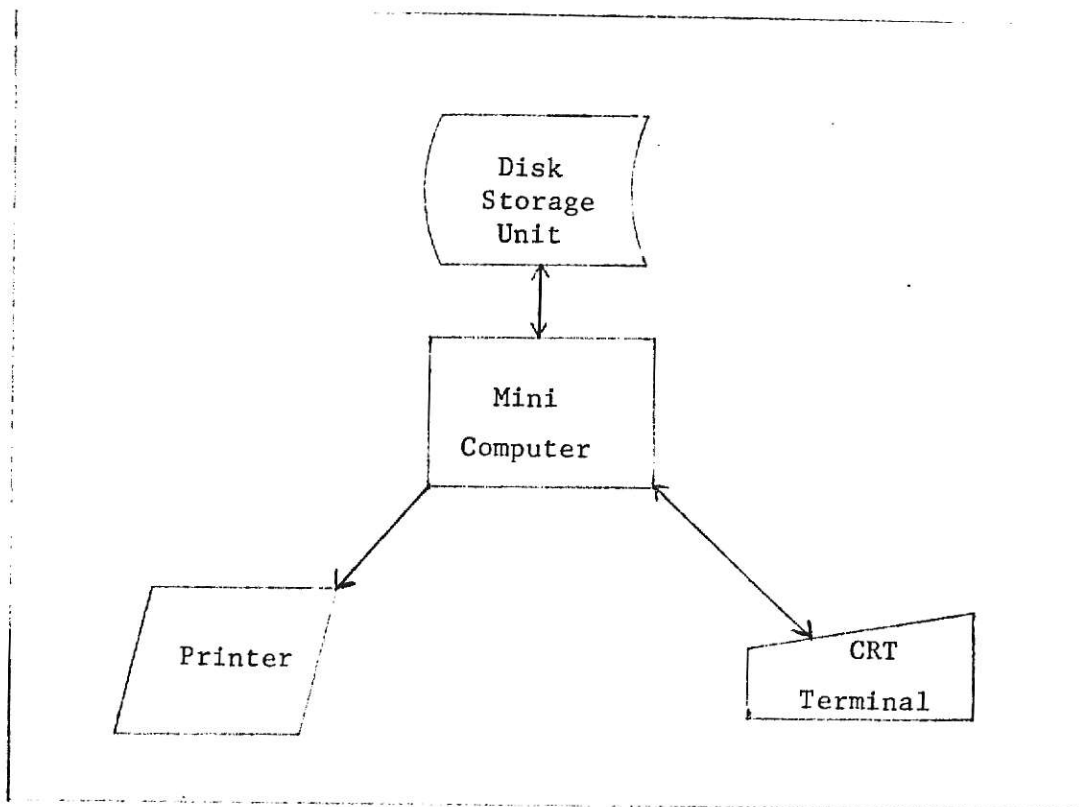 Disk
Storage
Unit
Mini
Computer
Printer
CRT
Terminal